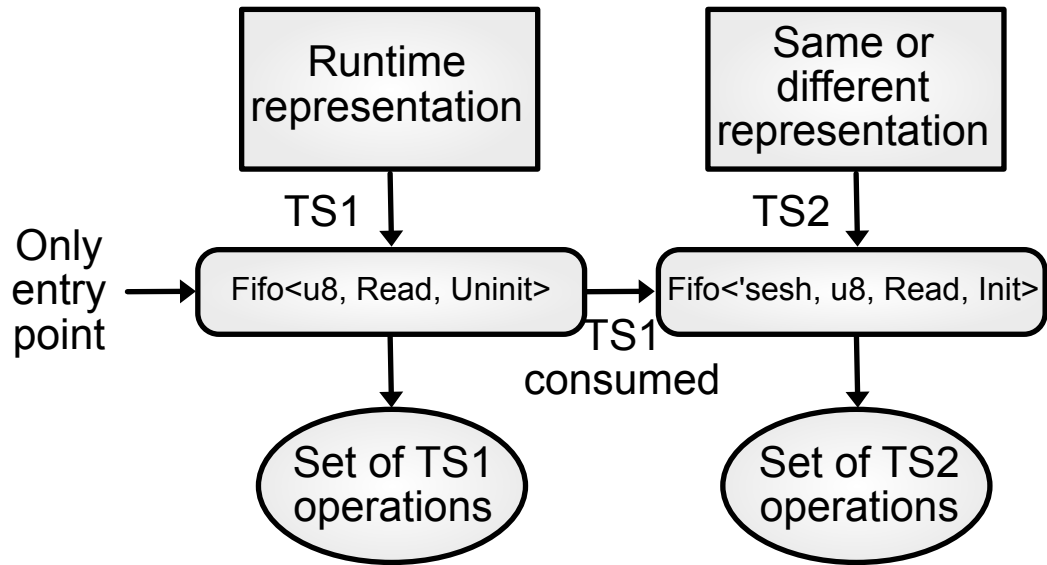 Runtime
representation
Same or
different
representation
TS1
TS2
Only
entry
point
Fifo<u8, Read, Uninit>
Fifo<'sesh, u8, Read, Init>
TS1
consumed
Set of TS1
operations
Set of TS2
operations